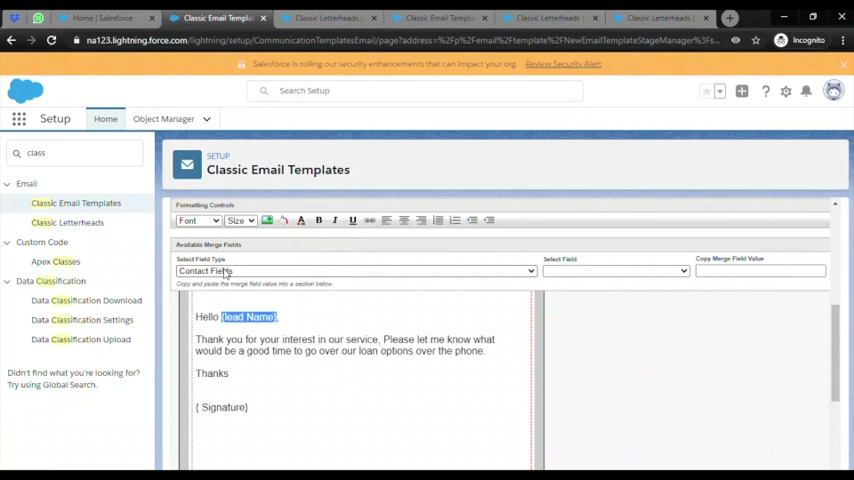 Home | Salesforce
Classic Email Templat
Classic Letterheads |
Classic Email Templa
Classic Letterheads |
Classic Letterheads |
na123.lightning.force.com/lightning/setup/CommunicationTemplatesEmail/page?address=%2Fp%2Femail%2Ftemplate%2FNewEmailTemplateStageManager%3Fs...
Incognito
Salesforce is rolling out security enhancements that can impact your org. Review Security Alert
Search Setup
Setup
Home
Object Manager
class
Email
Classic Email Templates
Classic Letterheads
Custom Code
Apex Classes
Data Classification
Data Classification Download
Data Classification Settings
Data Classification Upload
Didn't find what you're looking for?
Try using Global Search.
SETUP
Classic Email Templates
Formatting Controls
Font
Size
A B I U
Available Merge Fields
Select Field Type Select Field Copy Merge Field Value
Contact Fields
Copy and paste the merge field value into a section below.
Hello {lead Name},
Thank you for your interest in our service, Please let me know what
would be a good time to go over our loan options over the phone.
Thanks
{ Signature}